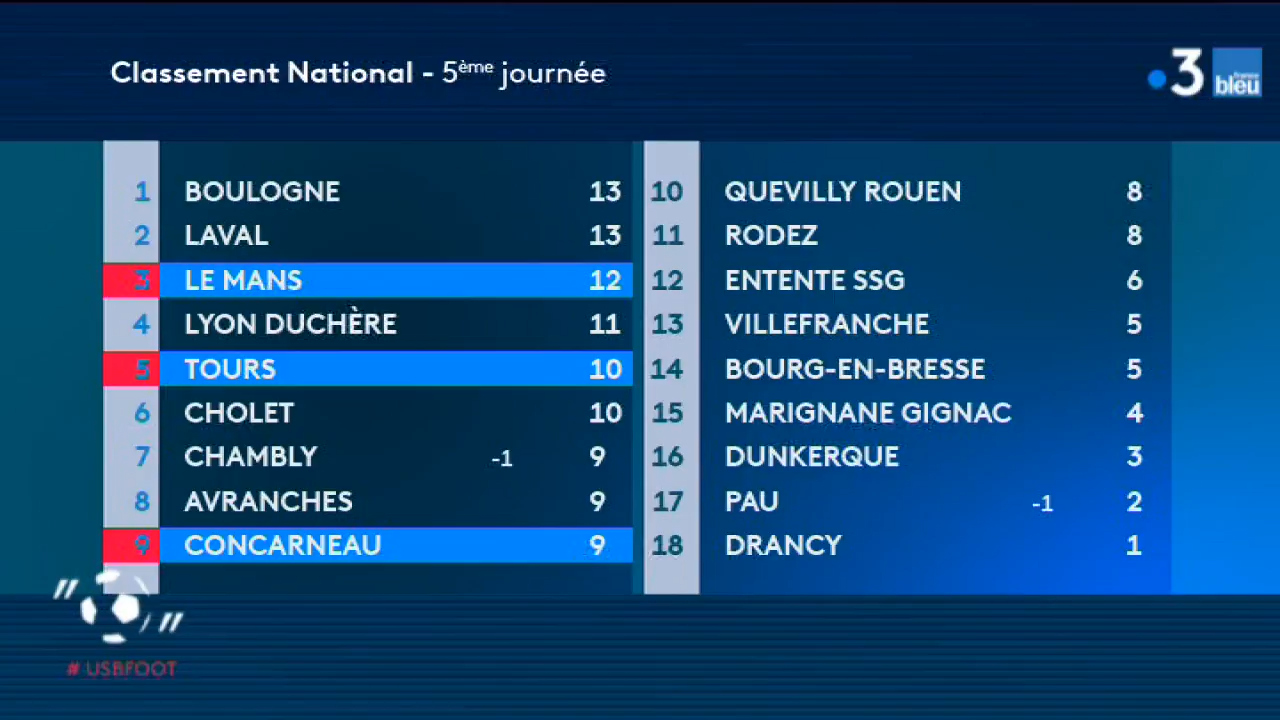 Classement National - 5ème journée
3 france bleu
1 BOULOGNE 13
2 LAVAL 13
3 LE MANS 12
4 LYON DUCHÈRE 11
5 TOURS 10
6 CHOLET 10
7 CHAMBLY -1 9
8 AVRANCHES 9
9 CONCARNEAU 9
10 QUEVILLY ROUEN 8
11 RODEZ 8
12 ENTENTE SSG 6
13 VILLEFRANCHE 5
14 BOURG-EN-BRESSE 5
15 MARIGNANE GIGNAC 4
16 DUNKERQUE 3
17 PAU -1 2
18 DRANCY 1
# USBFOOT